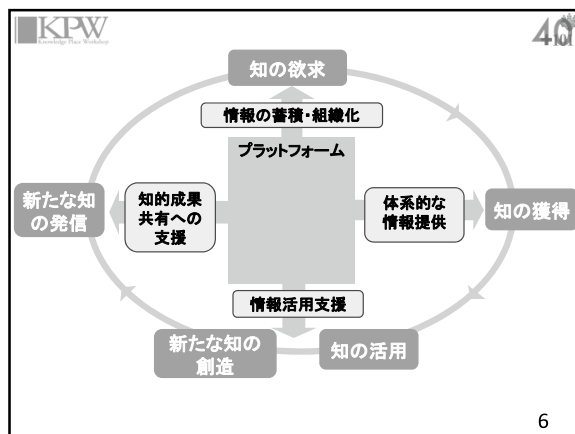 KPW
Knowledge Place Workshop
40
知の欲求
情報の蓄積・組織化
プラットフォーム
新たな知
の発信
知的成果
共有への
支援
体系的な
情報提供
知の獲得
情報活用支援
新たな知の
創造
知の活用
6